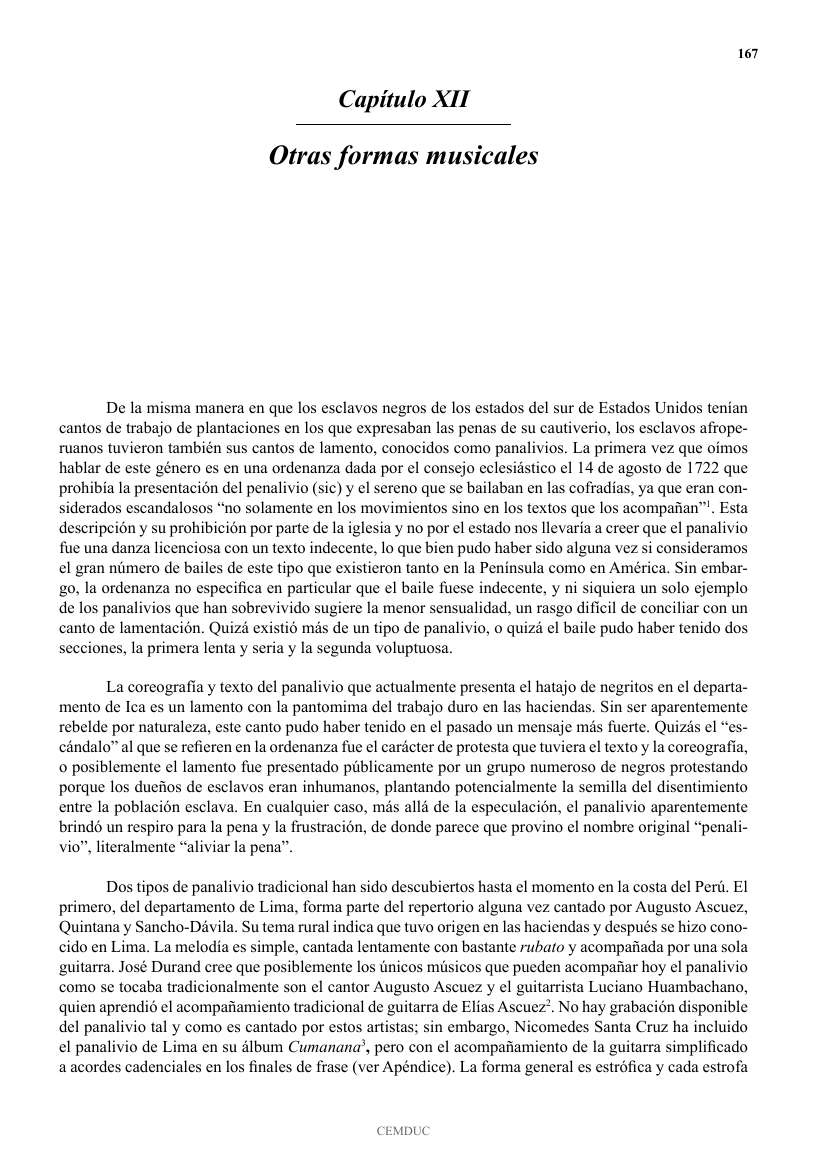 167
Capítulo XII
Otras formas musicales
De la misma manera en que los esclavos negros de los estados del sur de Estados Unidos tenían
cantos de trabajo de plantaciones en los que expresaban las penas de su cautiverio, los esclavos afrope-
ruanos tuvieron también sus cantos de lamento, conocidos como panalivios. La primera vez que oímos
hablar de este género es en una ordenanza dada por el consejo eclesiástico el 14 de agosto de 1722 que
prohibía la presentación del penalivio (sic) y el sereno que se bailaban en las cofradías, ya que eran con-
siderados escandalosos “no solamente en los movimientos sino en los textos que los acompañan”¹. Esta
descripción y su prohibición por parte de la iglesia y no por el estado nos llevaría a creer que el panalivio
fue una danza licenciosa con un texto indecente, lo que bien pudo haber sido alguna vez si consideramos
el gran número de bailes de este tipo que existieron tanto en la Península como en América. Sin embar-
go, la ordenanza no especifica en particular que el baile fuese indecente, y ni siquiera un solo ejemplo
de los panalivios que han sobrevivido sugiere la menor sensualidad, un rasgo difícil de conciliar con un
canto de lamentación. Quizá existió más de un tipo de panalivio, o quizá el baile pudo haber tenido dos
secciones, la primera lenta y seria y la segunda voluptuosa.
La coreografía y texto del panalivio que actualmente presenta el hatajo de negritos en el departa-
mento de Ica es un lamento con la pantomima del trabajo duro en las haciendas. Sin ser aparentemente
rebelde por naturaleza, este canto pudo haber tenido en el pasado un mensaje más fuerte. Quizás el “es-
cándalo” al que se refieren en la ordenanza fue el carácter de protesta que tuviera el texto y la coreografía,
o posiblemente el lamento fue presentado públicamente por un grupo numeroso de negros protestando
porque los dueños de esclavos eran inhumanos, plantando potencialmente la semilla del disentimiento
entre la población esclava. En cualquier caso, más allá de la especulación, el panalivio aparentemente
brindó un respiro para la pena y la frustración, de donde parece que provino el nombre original “penali-
vio”, literalmente “aliviar la pena”.
Dos tipos de panalivio tradicional han sido descubiertos hasta el momento en la costa del Perú. El
primero, del departamento de Lima, forma parte del repertorio alguna vez cantado por Augusto Ascuez,
Quintana y Sancho-Dávila. Su tema rural indica que tuvo origen en las haciendas y después se hizo cono-
cido en Lima. La melodía es simple, cantada lentamente con bastante rubato y acompañada por una sola
guitarra. José Durand cree que posiblemente los únicos músicos que pueden acompañar hoy el panalivio
como se tocaba tradicionalmente son el cantor Augusto Ascuez y el guitarrista Luciano Huambachano,
quien aprendió el acompañamiento tradicional de guitarra de Elías Ascuez². No hay grabación disponible
del panalivio tal y como es cantado por estos artistas; sin embargo, Nicomedes Santa Cruz ha incluido
el panalivio de Lima en su álbum Cumanana³, pero con el acompañamiento de la guitarra simplificado
a acordes cadenciales en los finales de frase (ver Apéndice). La forma general es estrófica y cada estrofa
CEMDUC